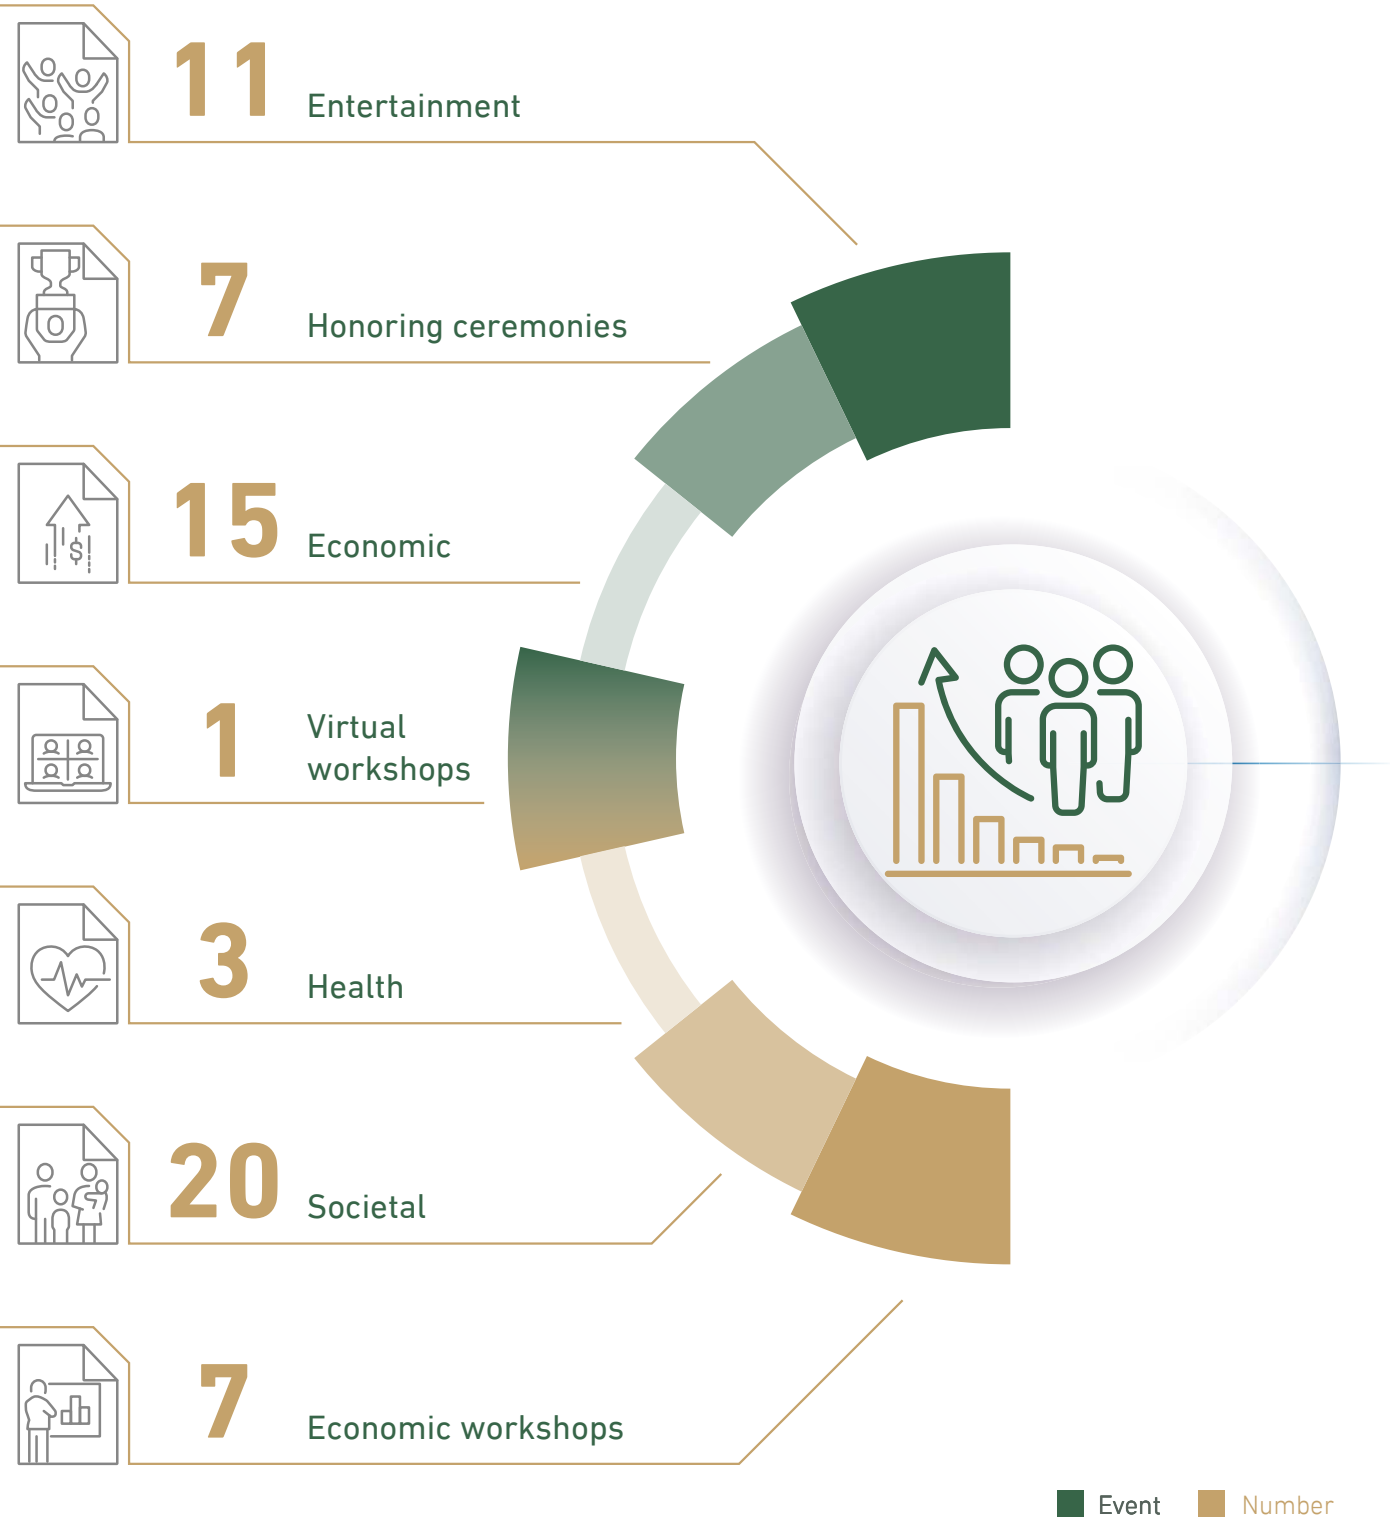 11
Entertainment
7
Honoring ceremonies
15
Economic
1
Virtual
workshops
3
Health
20
Societal
7
Economic workshops
Event
Number